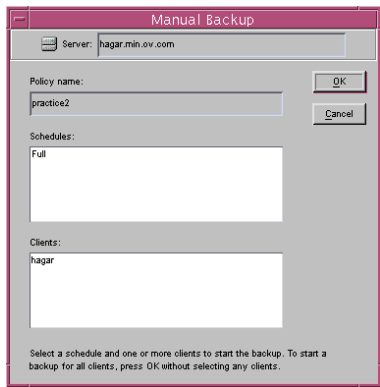 Manual Backup
Server: hagar.min.ov.com
Policy name:
OK
practice2
Cancel
Schedules:
Full
Clients:
hagar
Select a schedule and one or more clients to start the backup. To start a
backup for all clients, press OK without selecting any clients.